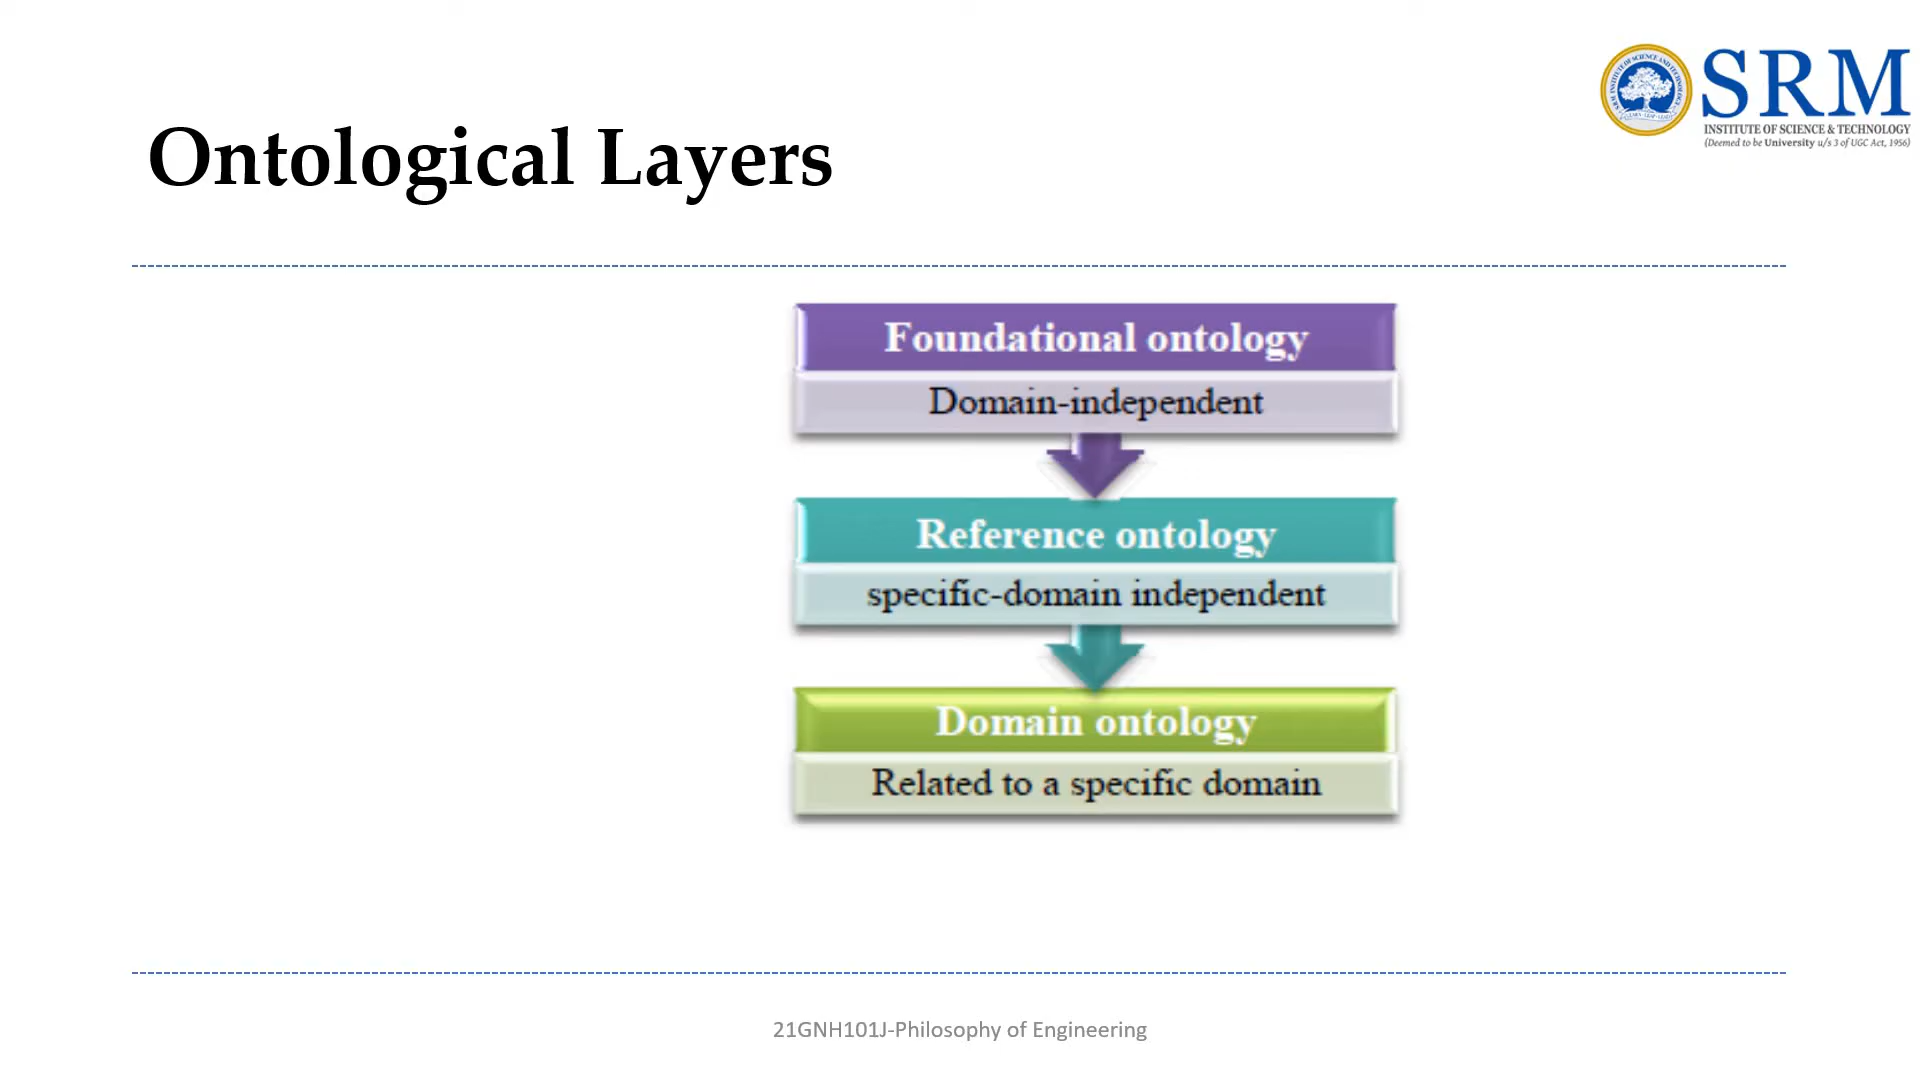 SRM
INSTITUTE OF SCIENCE & TECHNOLOGY
(Deemed to be University u/s 3 of UGC Act, 1956)
Ontological Layers
Foundational ontology
Domain-independent
Reference ontology
specific-domain independent
Domain ontology
Related to a specific domain
21GNH101J-Philosophy of Engineering